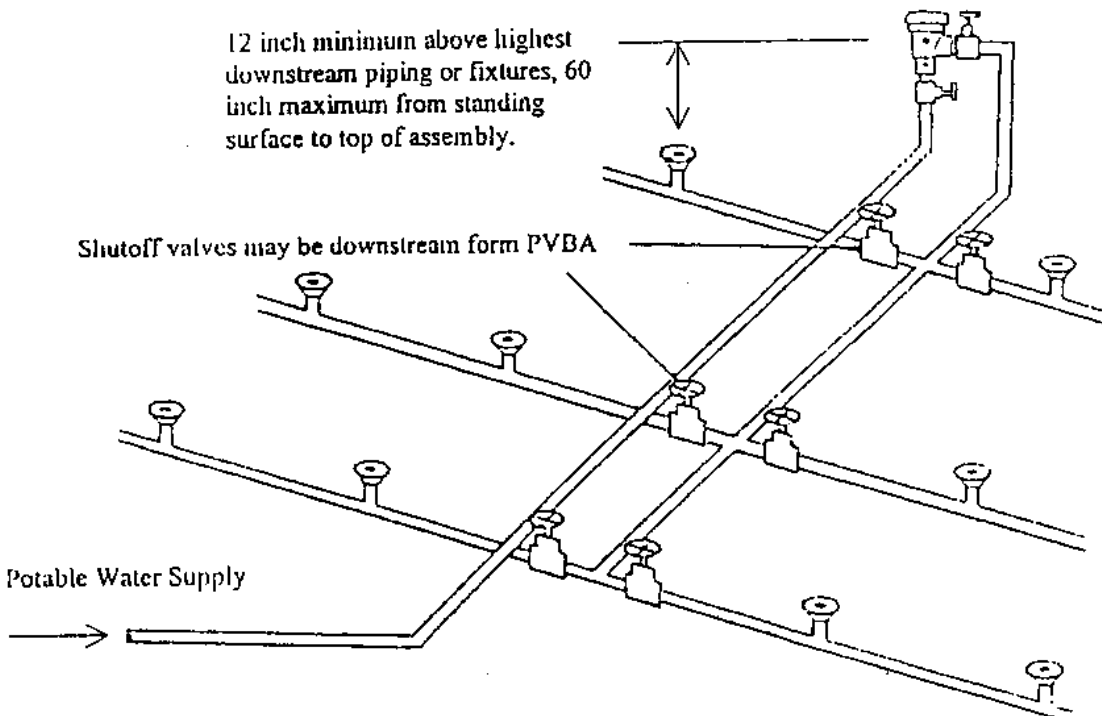 12 inch minimum above highest
downstream piping or fixtures, 60
inch maximum from standing
surface to top of assembly.
Shutoff valves may be downstream form PVBA
Potable Water Supply